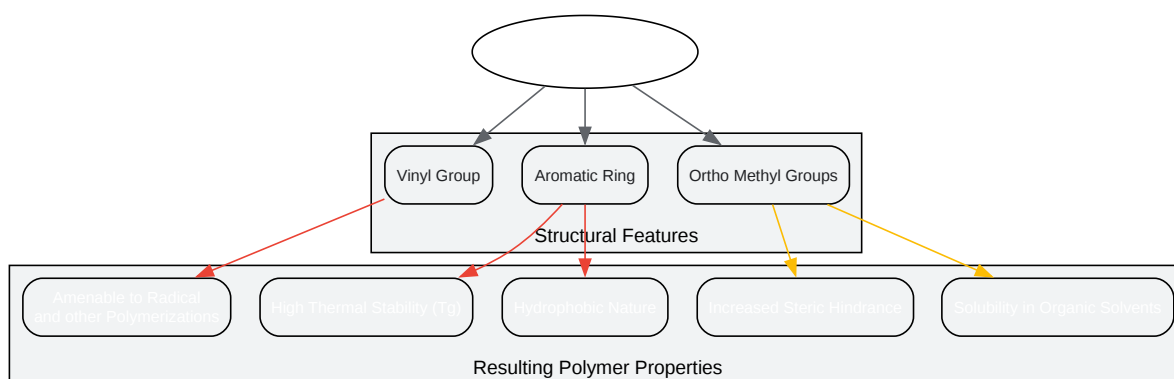 Vinyl Group
Aromatic Ring
Ortho Methyl Groups
Structural Features
Amenable to Radical
and other Polymerizations
High Thermal Stability (Tg)
Hydrophobic Nature
Increased Steric Hindrance
Solubility in Organic Solvents
Resulting Polymer Properties